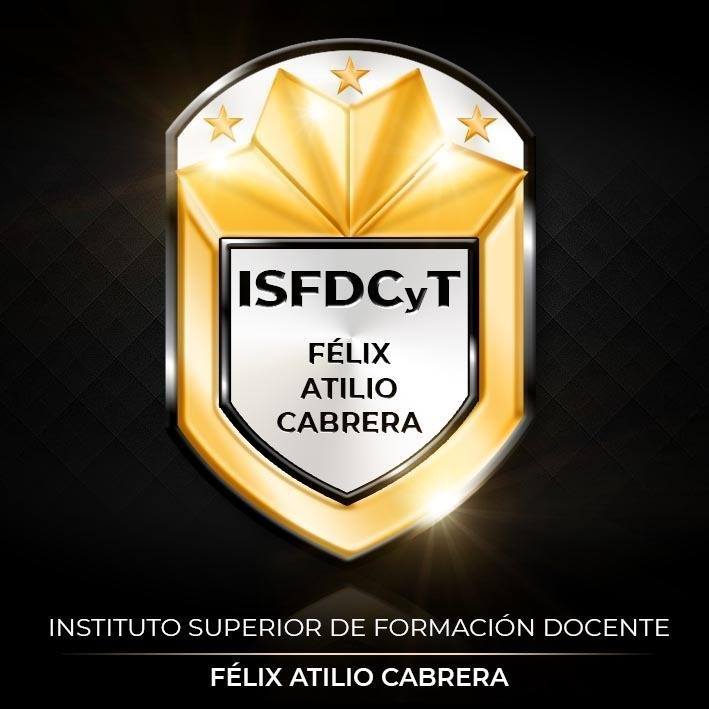 ISFDCyT
FÉLIX
ATILIO
CABRERA
INSTITUTO SUPERIOR DE FORMACIÓN DOCENTE
FÉLIX ATILIO CABRERA